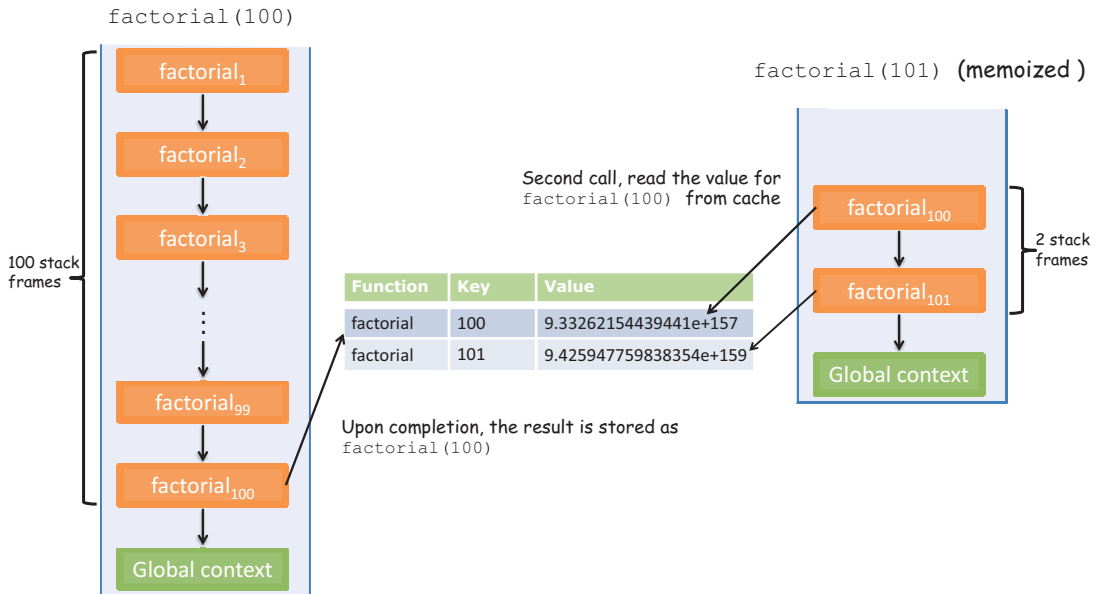 factorial(100)
factorial₁
factorial₂
factorial₃
100 stack
frames
factorial₉₉
factorial₁₀₀
Global context
Second call, read the value for
factorial(100) from cache
Function Key Value
factorial 100 9.33262154439441e+157
factorial 101 9.425947759838354e+159
Upon completion, the result is stored as
factorial(100)
factorial(101) (memoized )
factorial₁₀₀
factorial₁₀₁
2 stack
frames
Global context